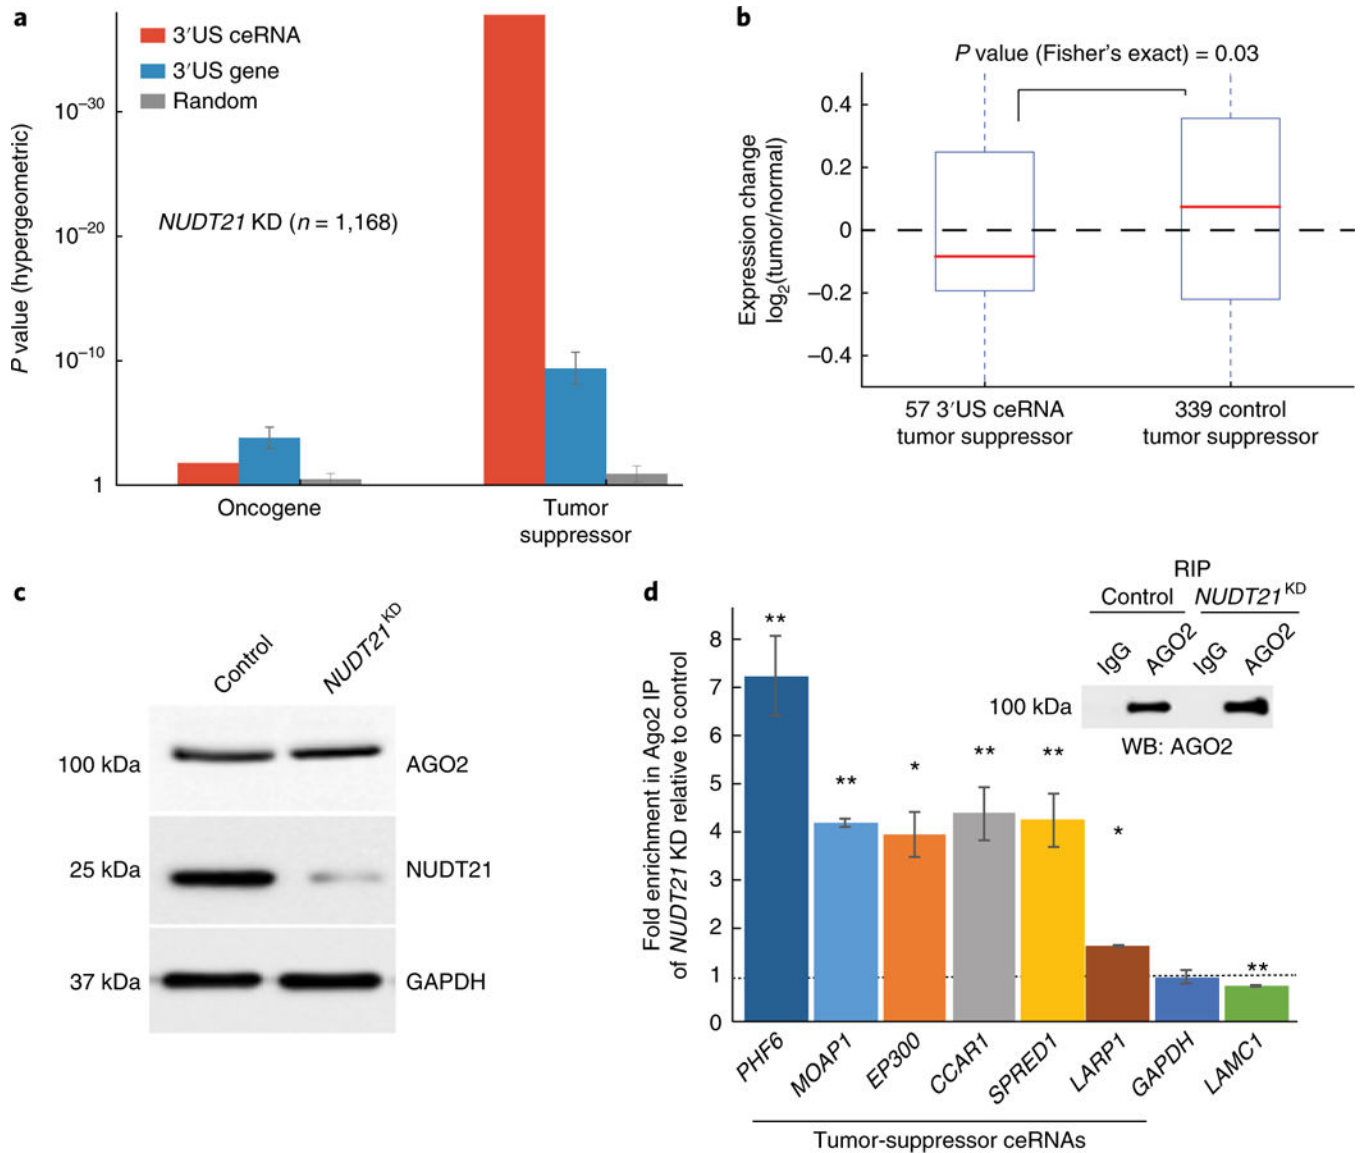 a
3′US ceRNA
3′US gene
Random
P value (hypergeometric)
10⁻³⁰
10⁻²⁰
10⁻¹⁰
1
NUDT21 KD (n = 1,168)
Oncogene
Tumor
suppressor
b
P value (Fisher's exact) = 0.03
Expression change
log₂(tumor/normal)
0.4
0.2
0
−0.2
−0.4
57 3′US ceRNA
tumor suppressor
339 control
tumor suppressor
c
Control
NUDT21ᴷᴰ
100 kDa
AGO2
25 kDa
NUDT21
37 kDa
GAPDH
d
RIP
Control
NUDT21ᴷᴰ
IgG
AGO2
IgG
AGO2
100 kDa
WB: AGO2
Fold enrichment in Ago2 IP
of NUDT21 KD relative to control
8
7
6
5
4
3
2
1
0
**
**
*
**
**
*
**
PHF6
MOAP1
EP300
CCAR1
SPRED1
LARP1
GAPDH
LAMC1
Tumor-suppressor ceRNAs